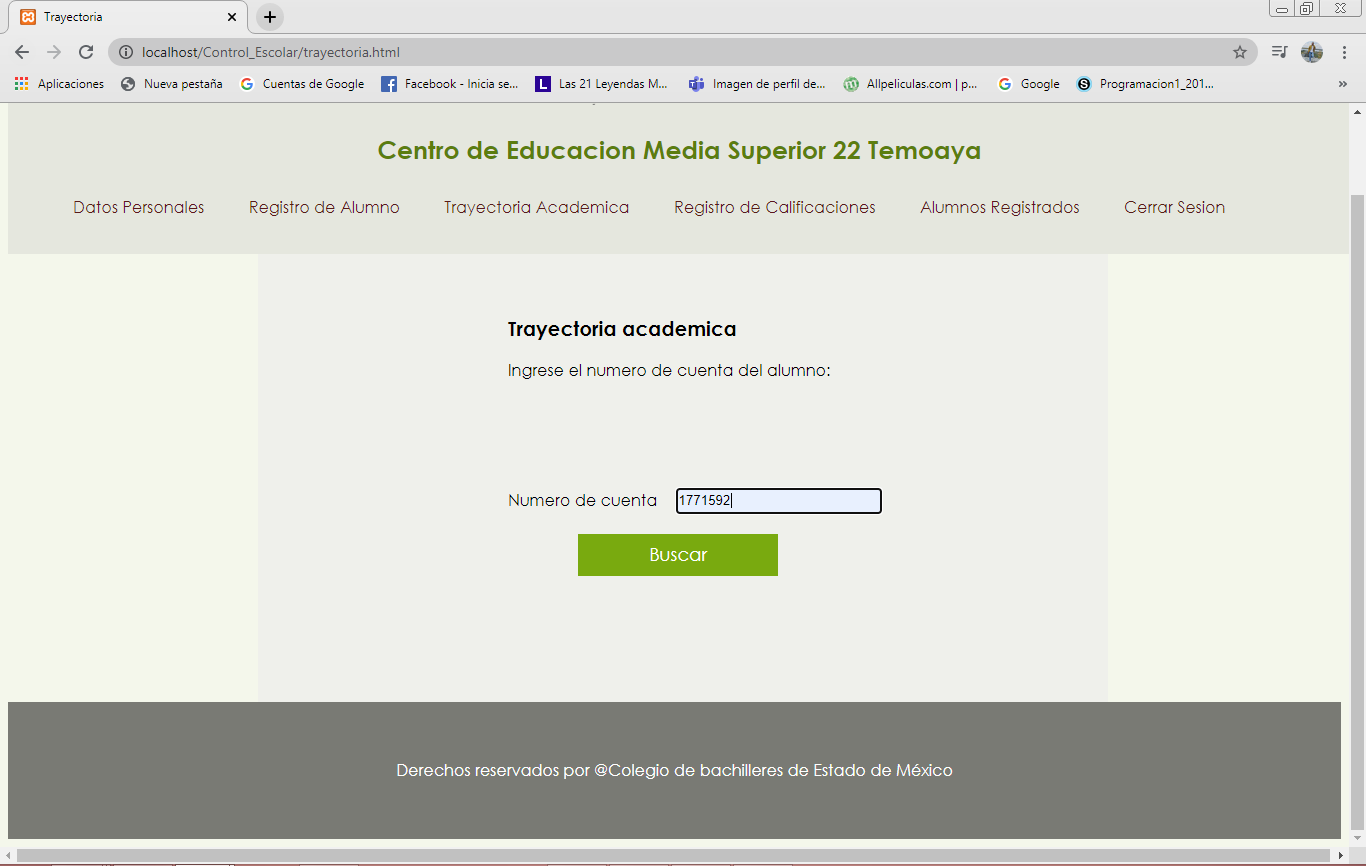 Trayectoria
localhost/Control_Escolar/trayectoria.html
Aplicaciones Nueva pestaña Cuentas de Google Facebook - Inicia se... Las 21 Leyendas M... Imagen de perfil de... Allpeliculas.com | p... Google Programacion1_201... »
Centro de Educacion Media Superior 22 Temoaya
Datos Personales Registro de Alumno Trayectoria Academica Registro de Calificaciones Alumnos Registrados Cerrar Sesion
Trayectoria academica
Ingrese el numero de cuenta del alumno:
Numero de cuenta 1771592
Buscar
Derechos reservados por @Colegio de bachilleres de Estado de México